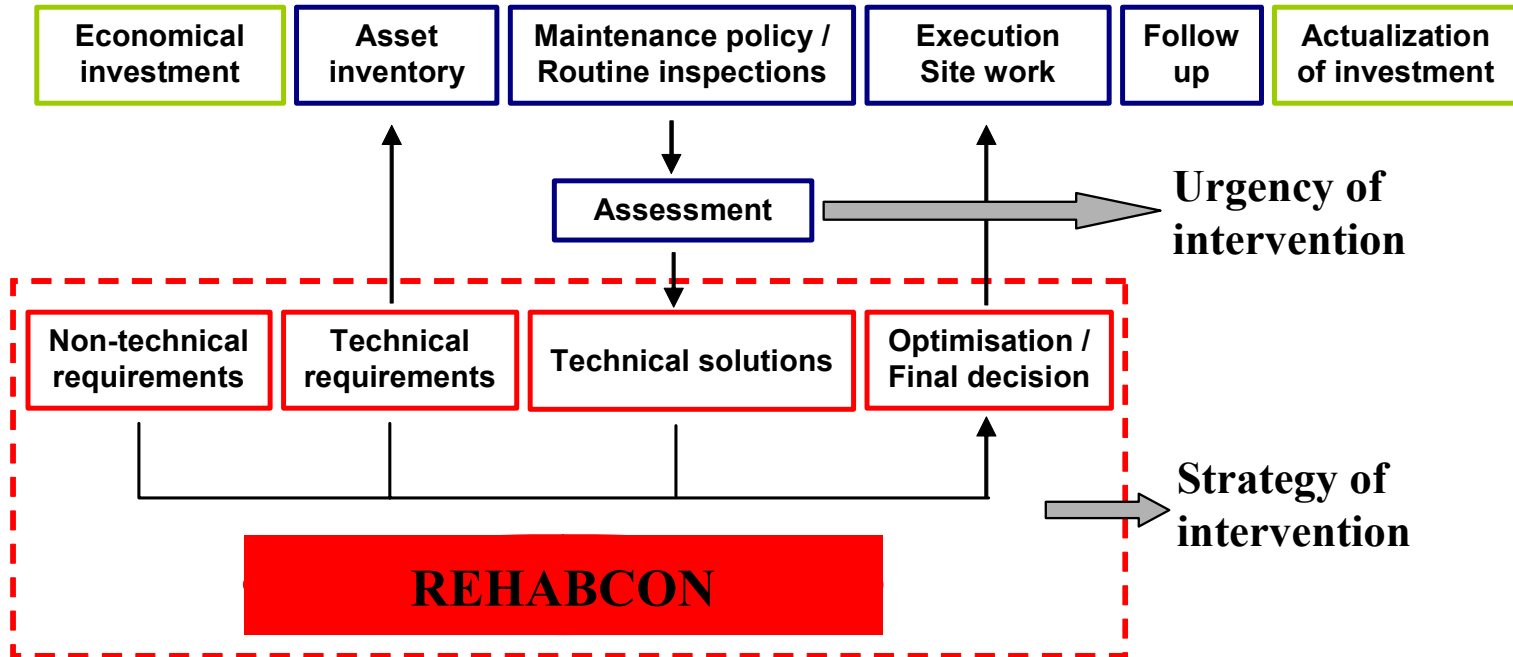 Economical
investment
Asset
inventory
Maintenance policy /
Routine inspections
Execution
Site work
Follow
up
Actualization
of investment
Assessment
Urgency of
intervention
Non-technical
requirements
Technical
requirements
Technical solutions
Optimisation /
Final decision
Strategy of
intervention
REHABCON